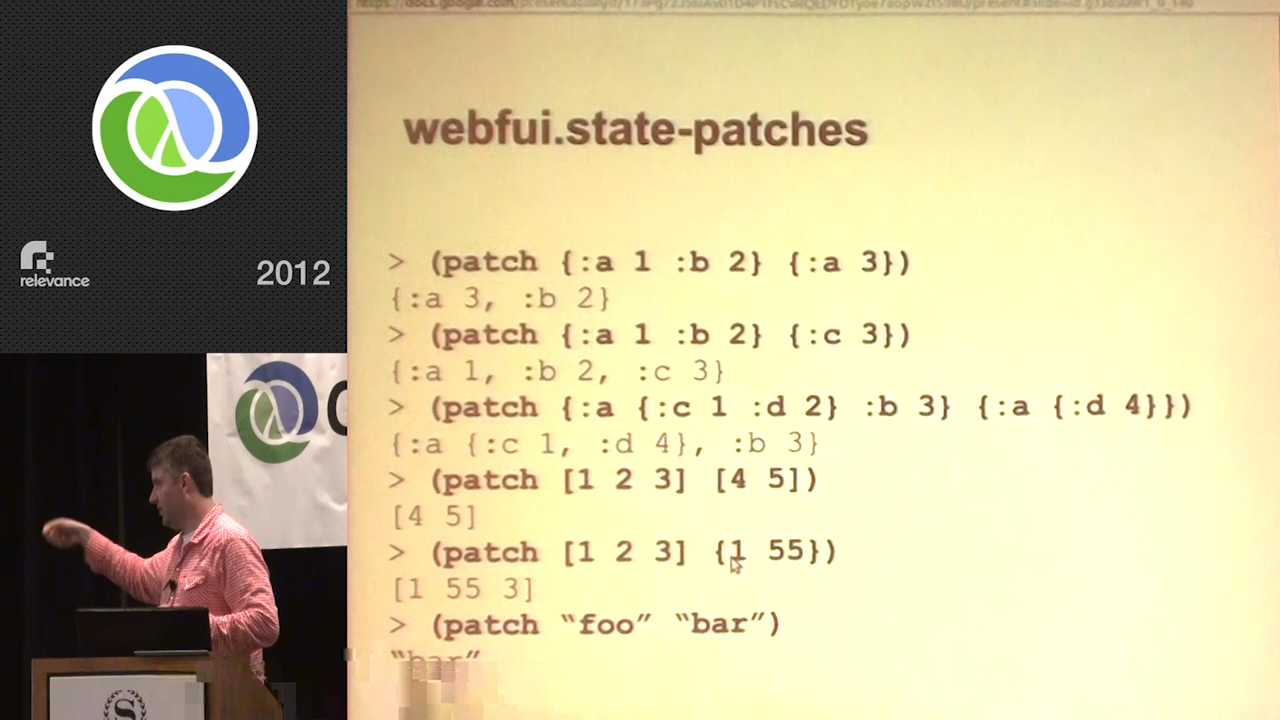 relevance
2012
webfui.state-patches
> (patch {:a 1 :b 2} {:a 3})
{:a 3, :b 2}
> (patch {:a 1 :b 2} {:c 3})
{:a 1, :b 2, :c 3}
> (patch {:a {:c 1 :d 2} :b 3} {:a {:d 4}})
{:a {:c 1, :d 4}, :b 3}
> (patch [1 2 3] [4 5])
[4 5]
> (patch [1 2 3] {1 55})
[1 55 3]
> (patch “foo” “bar”)
“bar”
S